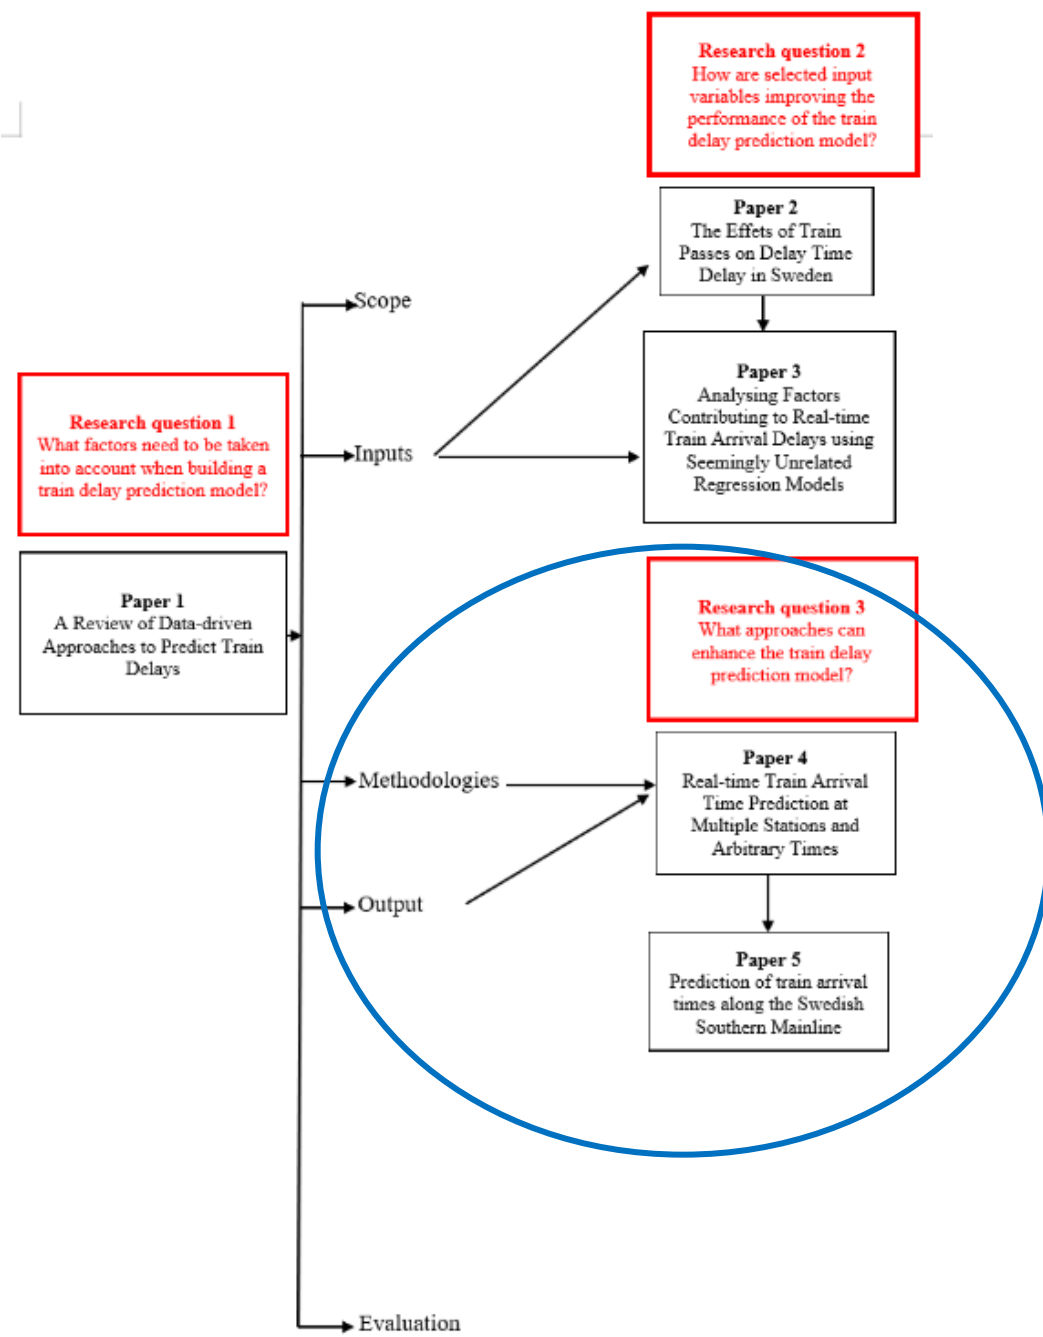 Research question 2
How are selected input
variables improving the
performance of the train
delay prediction model?
Paper 2
The Effets of Train
Passes on Delay Time
Delay in Sweden
Scope
Paper 3
Analysing Factors
Contributing to Real-time
Train Arrival Delays using
Seemingly Unrelated
Regression Models
Inputs
Research question 1
What factors need to be taken
into account when building a
train delay prediction model?
Paper 1
A Review of Data-driven
Approaches to Predict Train
Delays
Research question 3
What approaches can
enhance the train delay
prediction model?
Methodologies
Paper 4
Real-time Train Arrival
Time Prediction at
Multiple Stations and
Arbitrary Times
Output
Paper 5
Prediction of train arrival
times along the Swedish
Southern Mainline
Evaluation